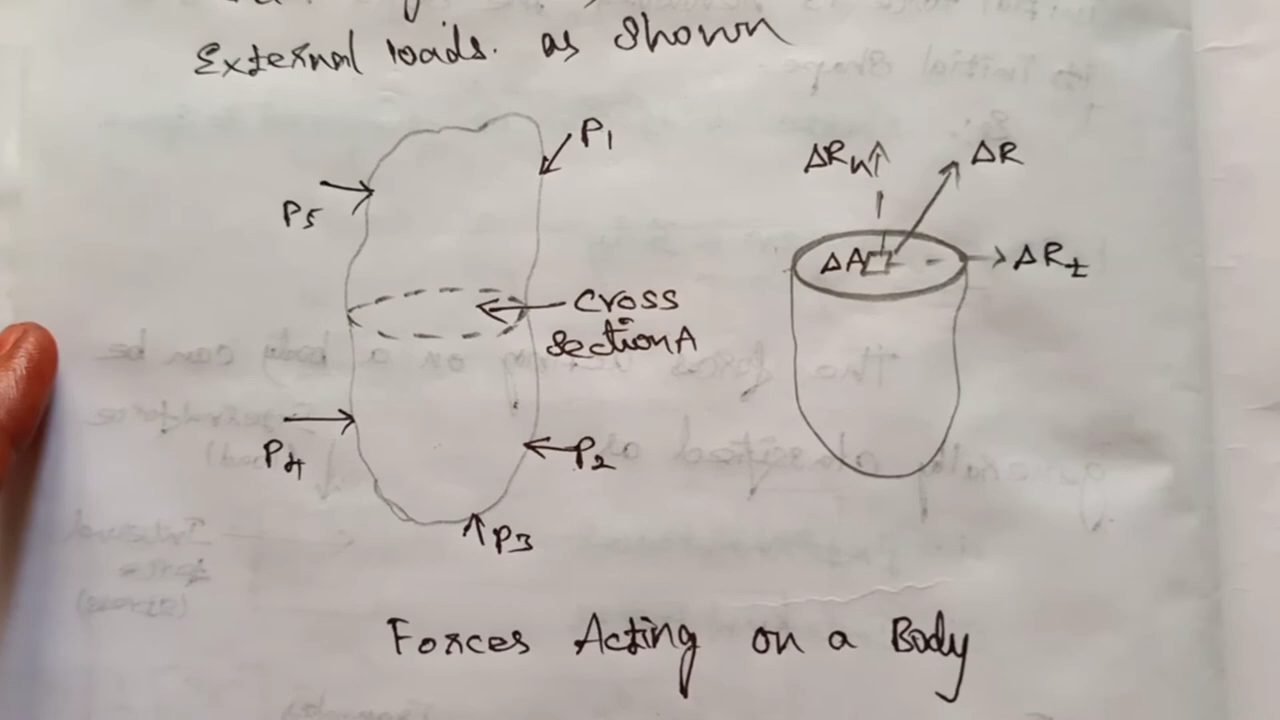 External loads. as Shown
P1
P5
Cross
section A
P4
P2
P3
ΔRn
ΔR
ΔA
ΔRt
Forces Acting on a Body